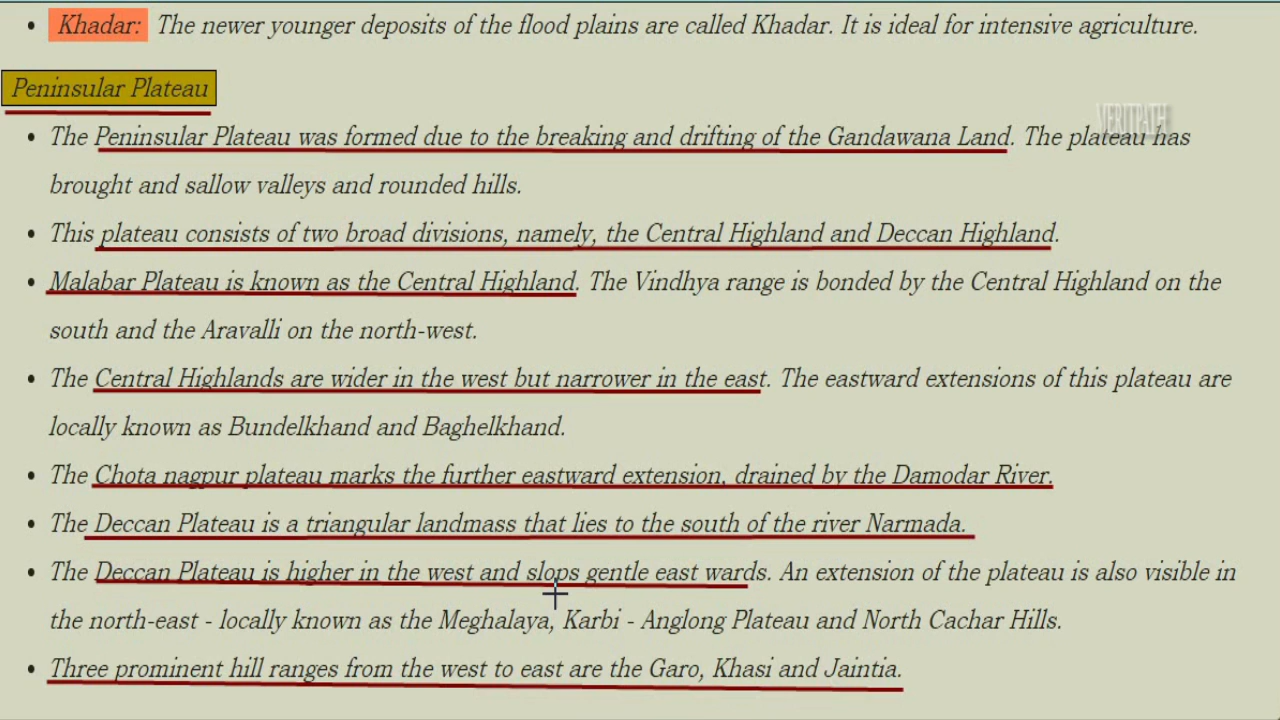 • Khadar: The newer younger deposits of the flood plains are called Khadar. It is ideal for intensive agriculture.
Peninsular Plateau
VERITPATH
• The Peninsular Plateau was formed due to the breaking and drifting of the Gandawana Land. The plateau has
brought and sallow valleys and rounded hills.
• This plateau consists of two broad divisions, namely, the Central Highland and Deccan Highland.
• Malabar Plateau is known as the Central Highland. The Vindhya range is bonded by the Central Highland on the
south and the Aravalli on the north-west.
• The Central Highlands are wider in the west but narrower in the east. The eastward extensions of this plateau are
locally known as Bundelkhand and Baghelkhand.
• The Chota nagpur plateau marks the further eastward extension, drained by the Damodar River.
• The Deccan Plateau is a triangular landmass that lies to the south of the river Narmada.
• The Deccan Plateau is higher in the west and slops gentle east wards. An extension of the plateau is also visible in
the north-east - locally known as the Meghalaya, Karbi - Anglong Plateau and North Cachar Hills.
• Three prominent hill ranges from the west to east are the Garo, Khasi and Jaintia.